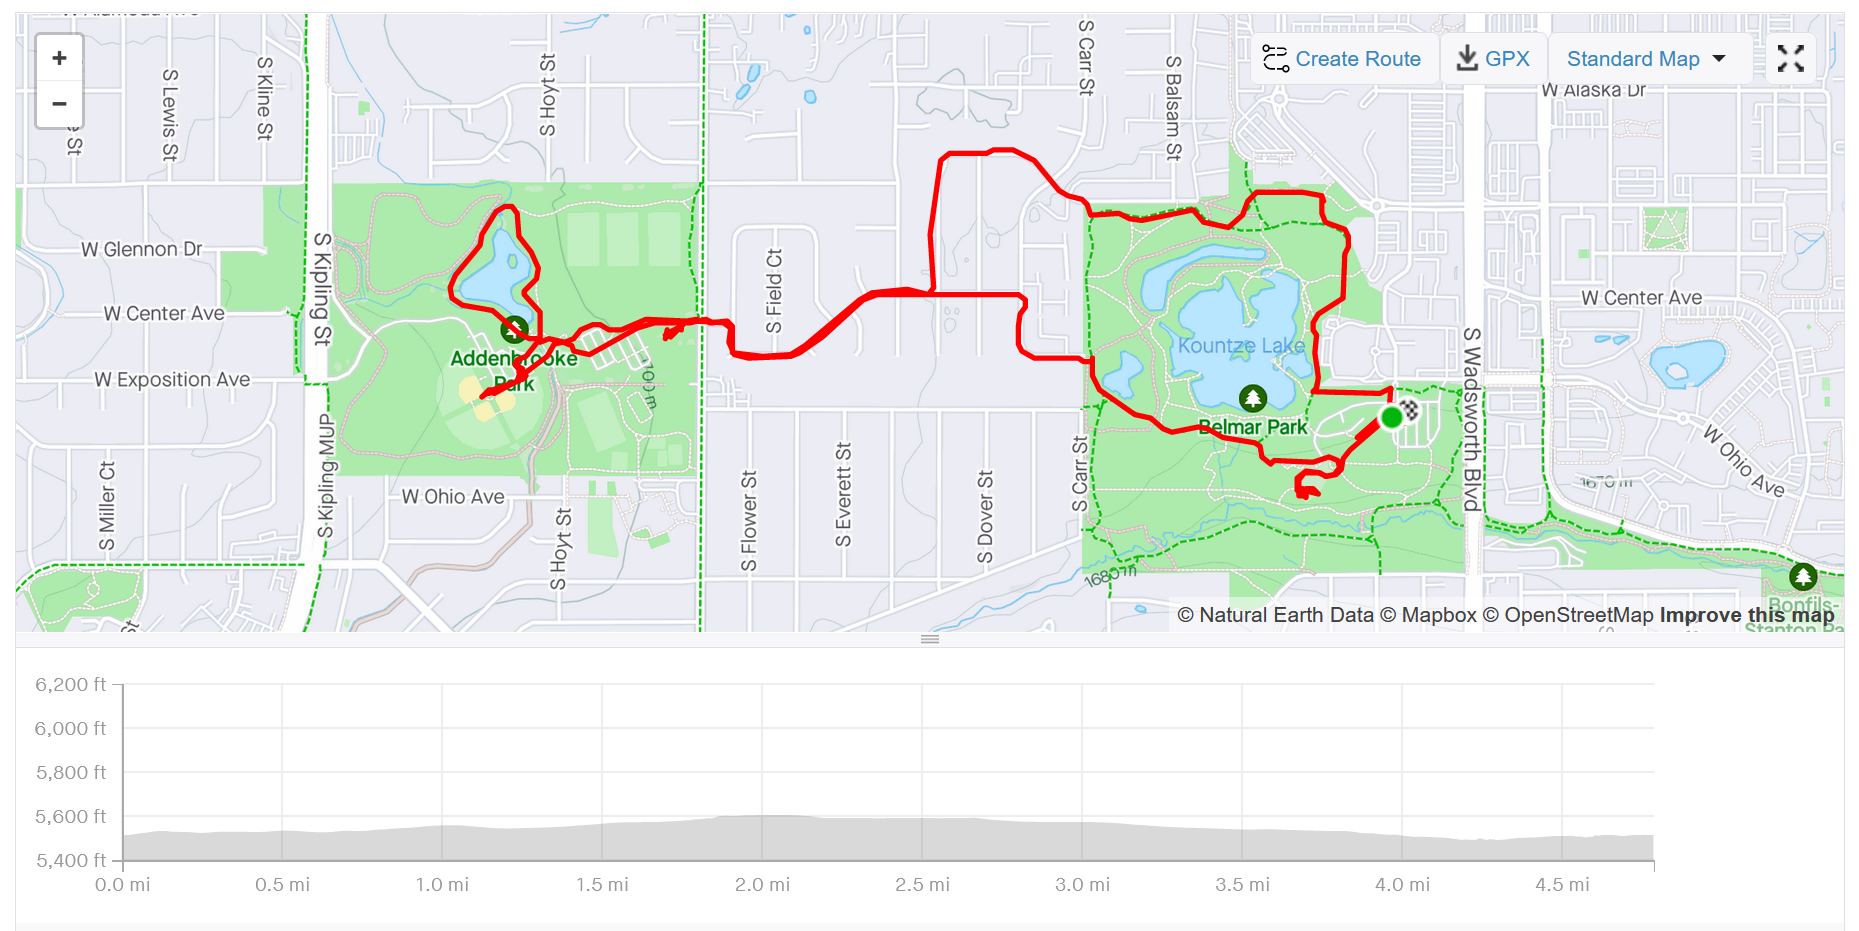 +
−
Create Route
GPX
Standard Map
S Lewis St
S Kline St
S Hoyt St
S Carr St
S Balsam St
W Alaska Dr
W Glennon Dr
S Kipling St
S Field Ct
W Center Ave
W Center Ave
Kountze Lake
Addenbrooke
Park
W Exposition Ave
Belmar Park
S Wadsworth Blvd
S Kipling MUP
S Miller Ct
W Ohio Ave
S Hoyt St
S Flower St
S Everett St
S Dover St
S Carr St
W Ohio Ave
1670 m
1680 m
Bonfils-
© Natural Earth Data © Mapbox © OpenStreetMap Improve this map
6,200 ft
6,000 ft
5,800 ft
5,600 ft
5,400 ft
0.0 mi
0.5 mi
1.0 mi
1.5 mi
2.0 mi
2.5 mi
3.0 mi
3.5 mi
4.0 mi
4.5 mi